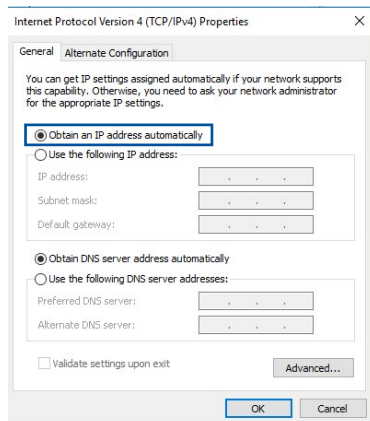 Internet Protocol Version 4 (TCP/IPv4) Properties
General Alternate Configuration
You can get IP settings assigned automatically if your network supports
this capability. Otherwise, you need to ask your network administrator
for the appropriate IP settings.
Obtain an IP address automatically
Use the following IP address:
IP address:
Subnet mask:
Default gateway:
Obtain DNS server address automatically
Use the following DNS server addresses:
Preferred DNS server:
Alternate DNS server:
Validate settings upon exit
Advanced...
OK Cancel